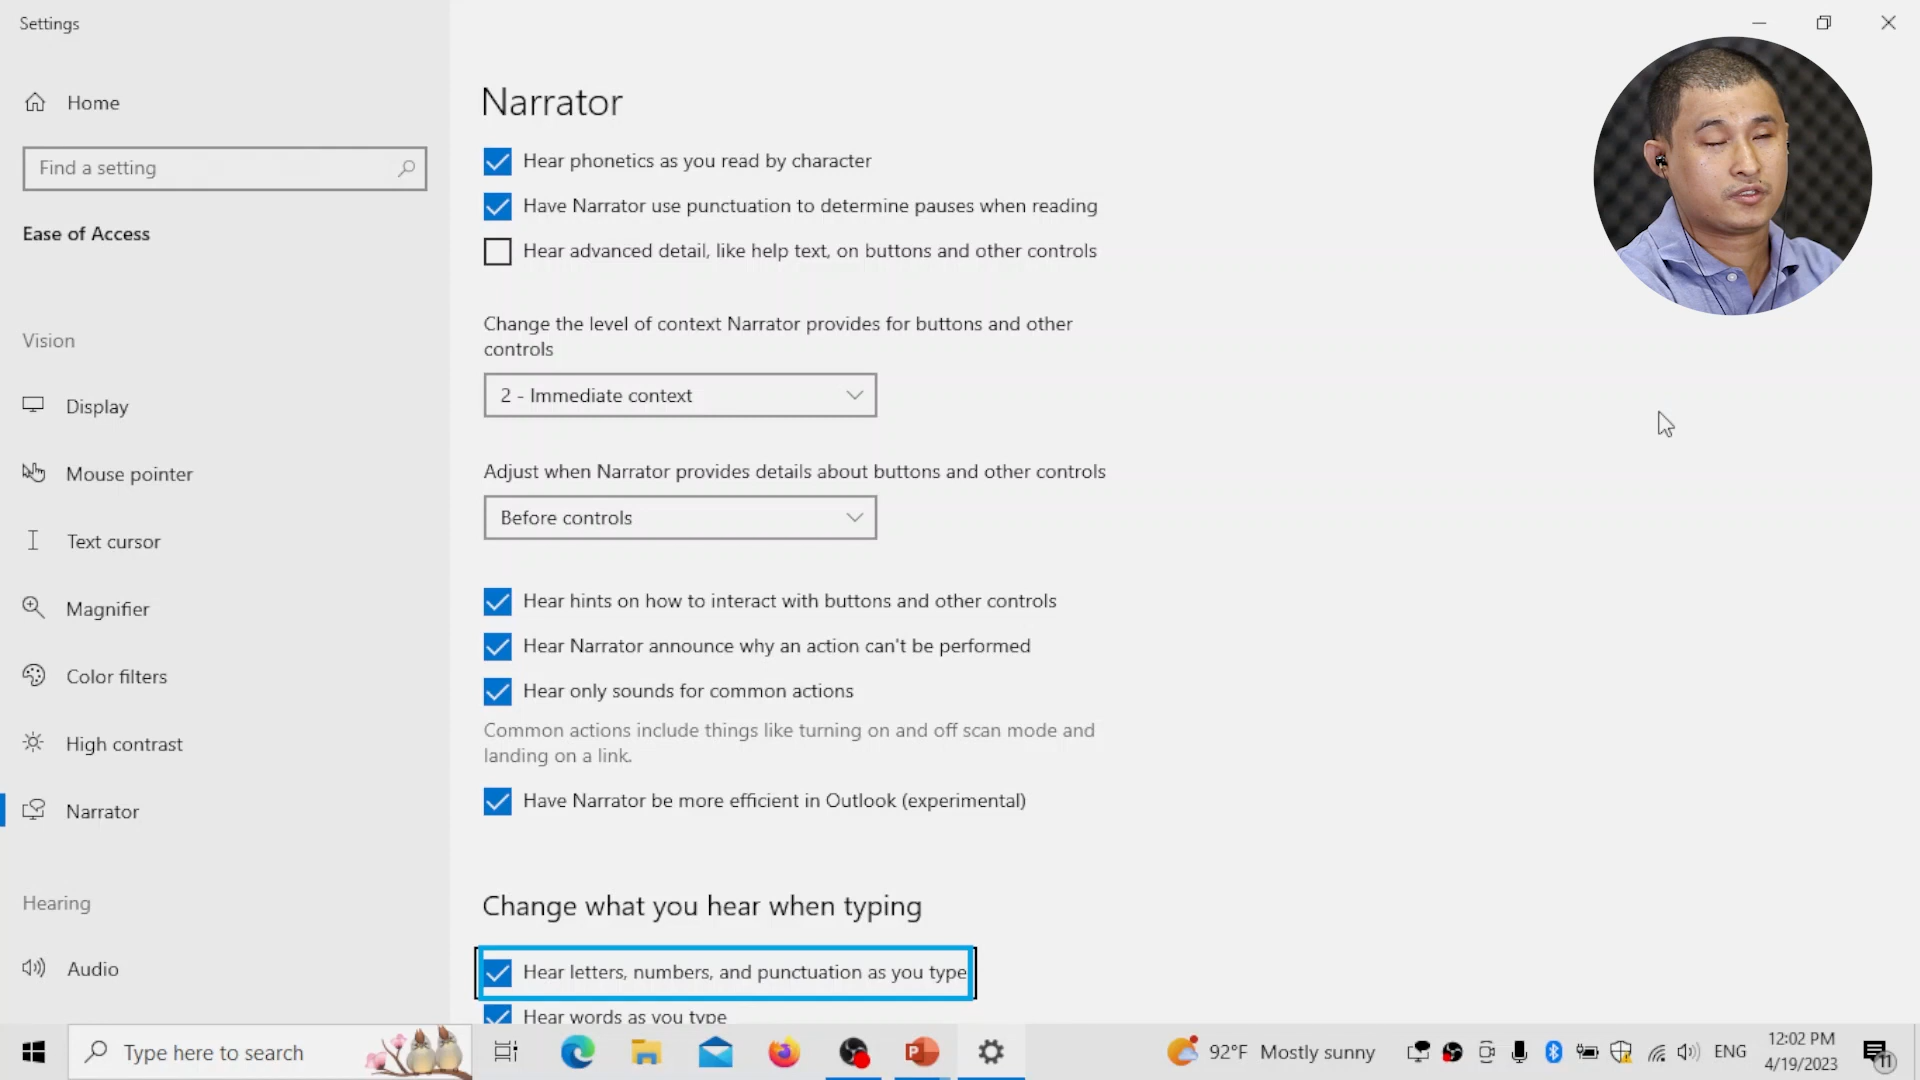 Settings
Home
Find a setting
Ease of Access
Vision
Display
Mouse pointer
Text cursor
Magnifier
Color filters
High contrast
Narrator
Hearing
Audio
Narrator
Hear phonetics as you read by character
Have Narrator use punctuation to determine pauses when reading
Hear advanced detail, like help text, on buttons and other controls
Change the level of context Narrator provides for buttons and other
controls
2 - Immediate context
Adjust when Narrator provides details about buttons and other controls
Before controls
Hear hints on how to interact with buttons and other controls
Hear Narrator announce why an action can't be performed
Hear only sounds for common actions
Common actions include things like turning on and off scan mode and
landing on a link.
Have Narrator be more efficient in Outlook (experimental)
Change what you hear when typing
Hear letters, numbers, and punctuation as you type
Hear words as you type
Type here to search
P
92°F Mostly sunny
ENG
12:02 PM
4/19/2023
11